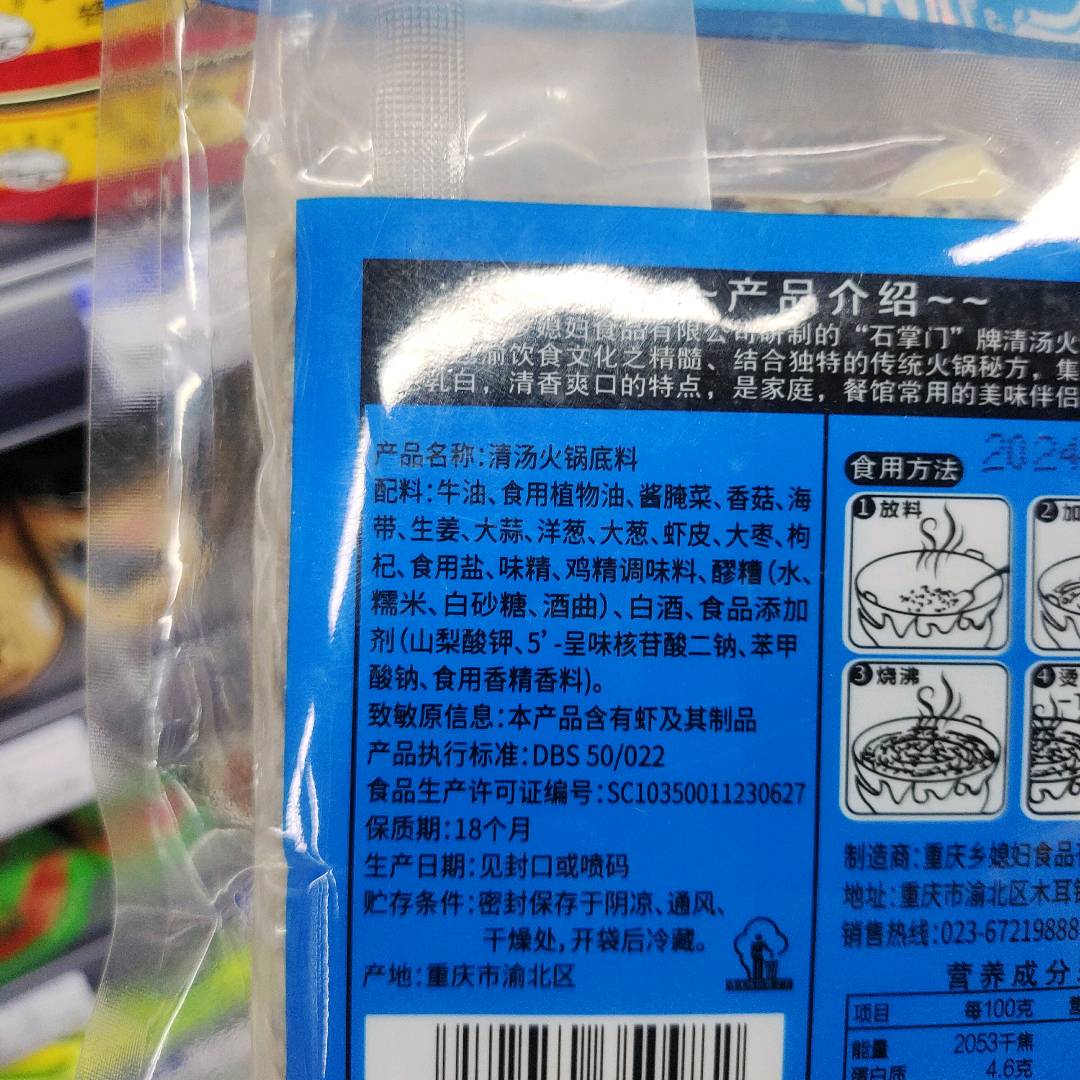 ~产品介绍~~
媳妇食品有限公司研制的“石掌门”牌清汤火
渝饮食文化之精髓、结合独特的传统火锅秘方，集
乳白，清香爽口的特点，是家庭，餐馆常用的美味伴侣
产品名称:清汤火锅底料
配料:牛油、食用植物油、酱腌菜、香菇、海
带、生姜、大蒜、洋葱、大葱、虾皮、大枣、枸
杞、食用盐、味精、鸡精调味料、醪糟(水、
糯米、白砂糖、酒曲)、白酒、食品添加
剂(山梨酸钾、5’-呈味核苷酸二钠、苯甲
酸钠、食用香精香料)。
致敏原信息:本产品含有虾及其制品
产品执行标准:DBS 50/022
食品生产许可证编号:SC10350011230627
保质期:18个月
生产日期:见封口或喷码
贮存条件:密封保存于阴凉、通风、
干燥处,开袋后冷藏。
产地:重庆市渝北区
食用方法
2024
1 放料
2 加
3 烧沸
4 烫
制造商:重庆乡媳妇食品
地址:重庆市渝北区木耳
销售热线:023-67219888
营养成分
项目 每100克
能量 2053千焦
蛋白质 4.6克